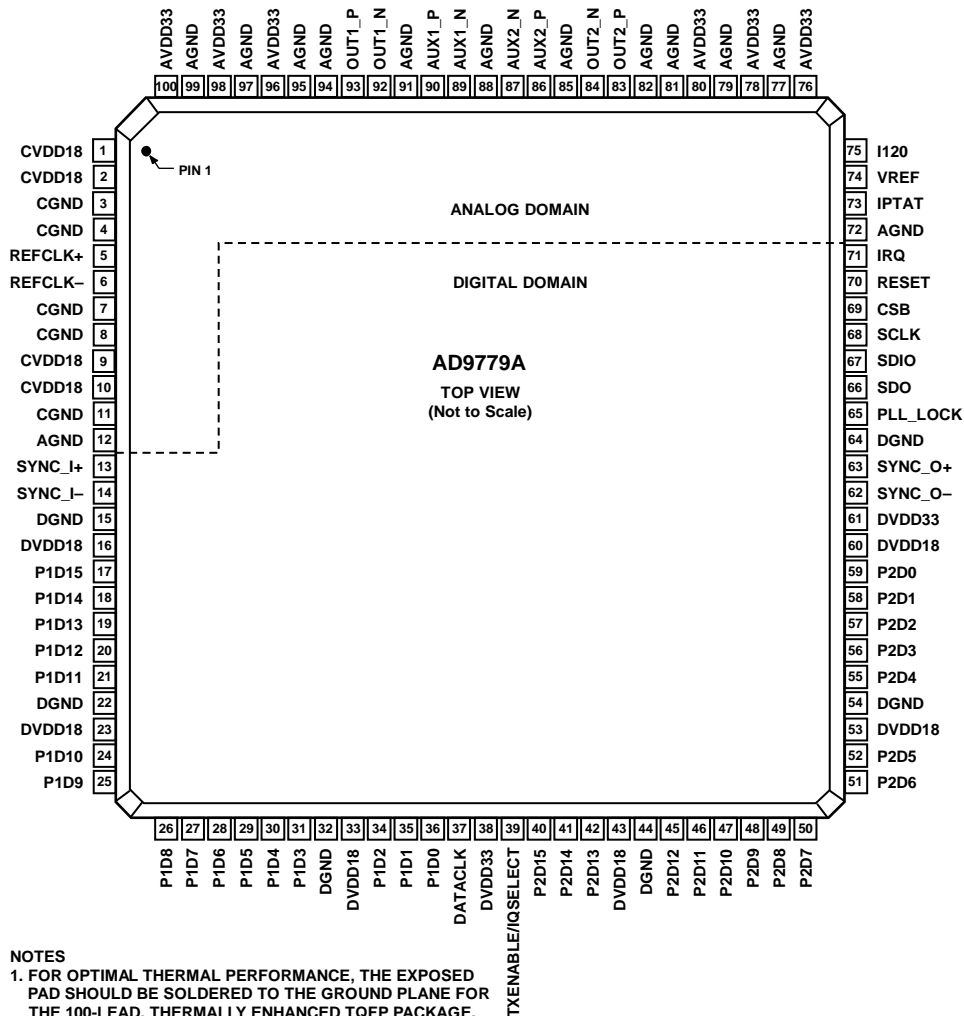 AVDD33
AGND
AVDD33
AGND
AVDD33
AGND
AGND
OUT1_P
OUT1_N
AGND
AUX1_P
AUX1_N
AGND
AUX2_N
AUX2_P
AGND
OUT2_N
OUT2_P
AGND
AGND
AVDD33
AGND
AVDD33
AGND
AVDD33
100 99 98 97 96 95 94 93 92 91 90 89 88 87 86 85 84 83 82 81 80 79 78 77 76
CVDD18 1
CVDD18 2
CGND 3
CGND 4
REFCLK+ 5
REFCLK– 6
CGND 7
CGND 8
CVDD18 9
CVDD18 10
CGND 11
AGND 12
SYNC_I+ 13
SYNC_I– 14
DGND 15
DVDD18 16
P1D15 17
P1D14 18
P1D13 19
P1D12 20
P1D11 21
DGND 22
DVDD18 23
P1D10 24
P1D9 25
PIN 1
ANALOG DOMAIN
DIGITAL DOMAIN
AD9779A
TOP VIEW
(Not to Scale)
75 I120
74 VREF
73 IPTAT
72 AGND
71 IRQ
70 RESET
69 CSB
68 SCLK
67 SDIO
66 SDO
65 PLL_LOCK
64 DGND
63 SYNC_O+
62 SYNC_O–
61 DVDD33
60 DVDD18
59 P2D0
58 P2D1
57 P2D2
56 P2D3
55 P2D4
54 DGND
53 DVDD18
52 P2D5
51 P2D6
26 27 28 29 30 31 32 33 34 35 36 37 38 39 40 41 42 43 44 45 46 47 48 49 50
P1D8
P1D7
P1D6
P1D5
P1D4
P1D3
DGND
DVDD18
P1D2
P1D1
P1D0
DATACLK
DVDD33
TXENABLE/IQSELECT
P2D15
P2D14
P2D13
DVDD18
DGND
P2D12
P2D11
P2D10
P2D9
P2D8
P2D7
NOTES
1. FOR OPTIMAL THERMAL PERFORMANCE, THE EXPOSED
PAD SHOULD BE SOLDERED TO THE GROUND PLANE FOR
THE 100-LEAD, THERMALLY ENHANCED TQFP PACKAGE.